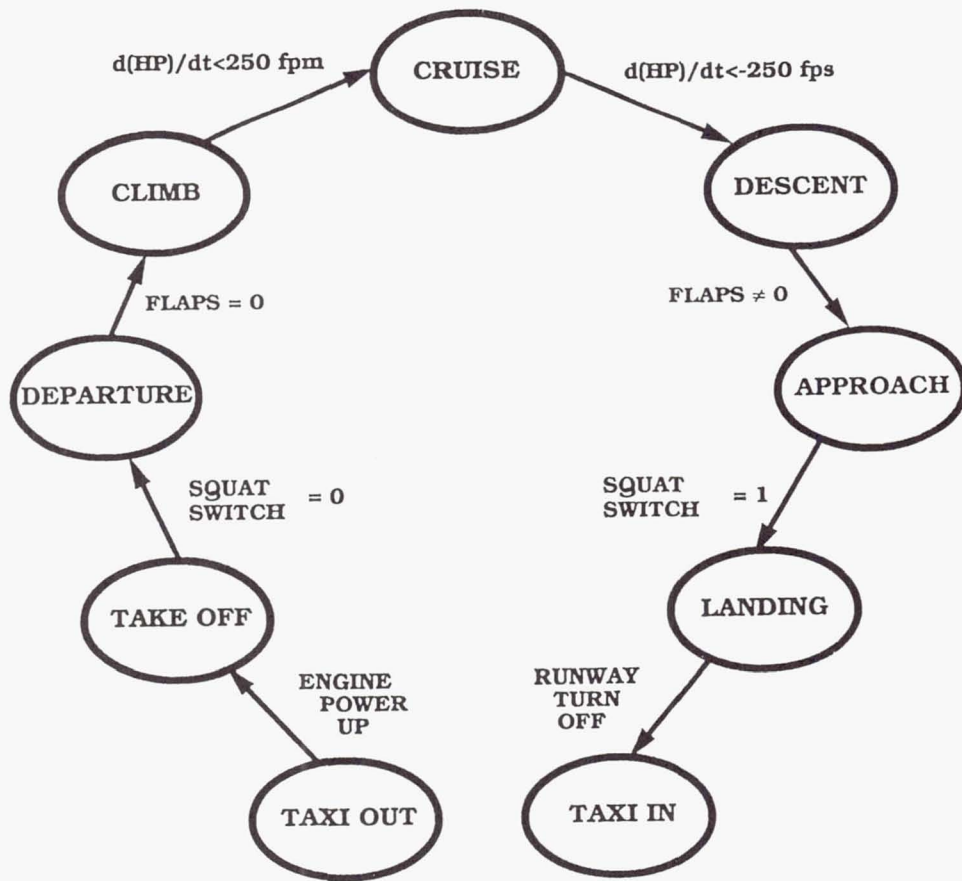 CRUISE
d(HP)/dt<250 fpm
d(HP)/dt<-250 fps
CLIMB
DESCENT
FLAPS = 0
FLAPS ≠ 0
DEPARTURE
APPROACH
SQUAT
SWITCH = 0
SQUAT
SWITCH = 1
TAKE OFF
LANDING
ENGINE
POWER
UP
RUNWAY
TURN
OFF
TAXI OUT
TAXI IN